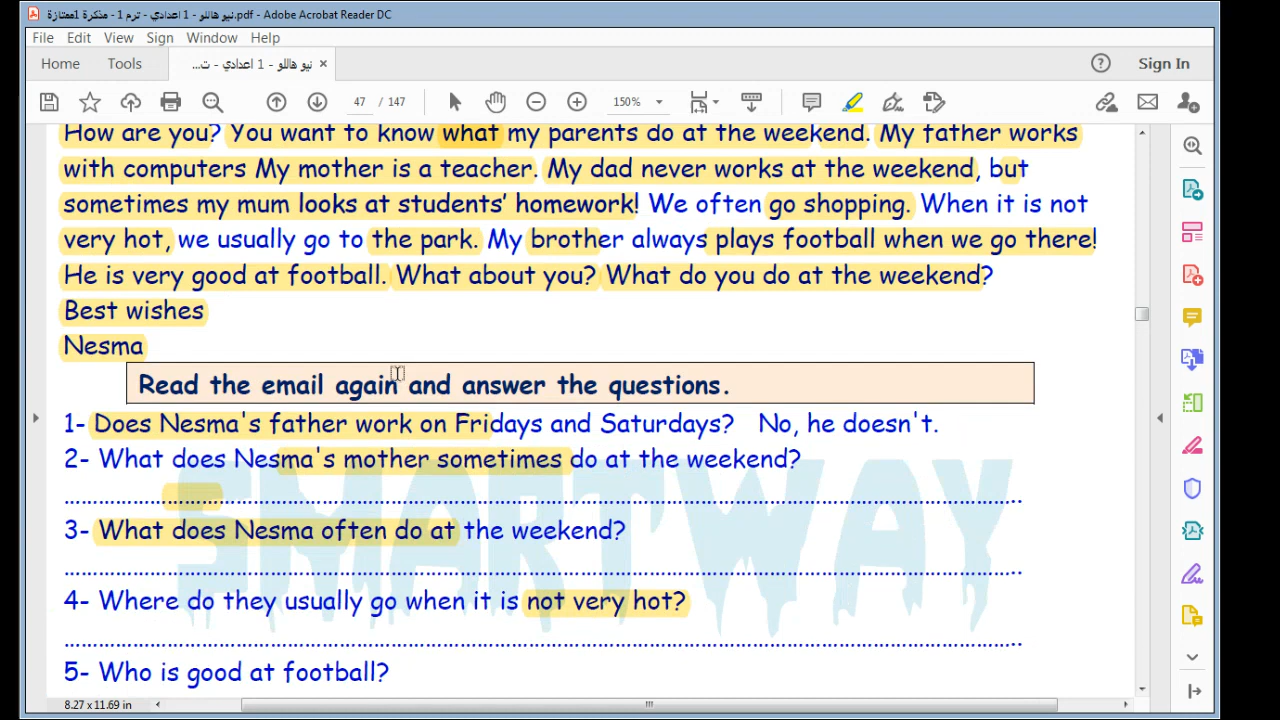 نيو هاللو - 1 اعدادي - ترم 1 - مذكرة 1ممتازة.pdf - Adobe Acrobat Reader DC
File Edit View Sign Window Help
Home Tools نيو هاللو - 1 اعدادي - ت... × Sign In
47 / 147 150%
How are you? You want to know what my parents do at the weekend. My father works
with computers My mother is a teacher. My dad never works at the weekend, but
sometimes my mum looks at students’ homework! We often go shopping. When it is not
very hot, we usually go to the park. My brother always plays football when we go there!
He is very good at football. What about you? What do you do at the weekend?
Best wishes
Nesma
Read the email again and answer the questions.
1- Does Nesma's father work on Fridays and Saturdays? No, he doesn't.
2- What does Nesma's mother sometimes do at the weekend?
3- What does Nesma often do at the weekend?
4- Where do they usually go when it is not very hot?
5- Who is good at football?
SMARTWAY
8.27 x 11.69 in